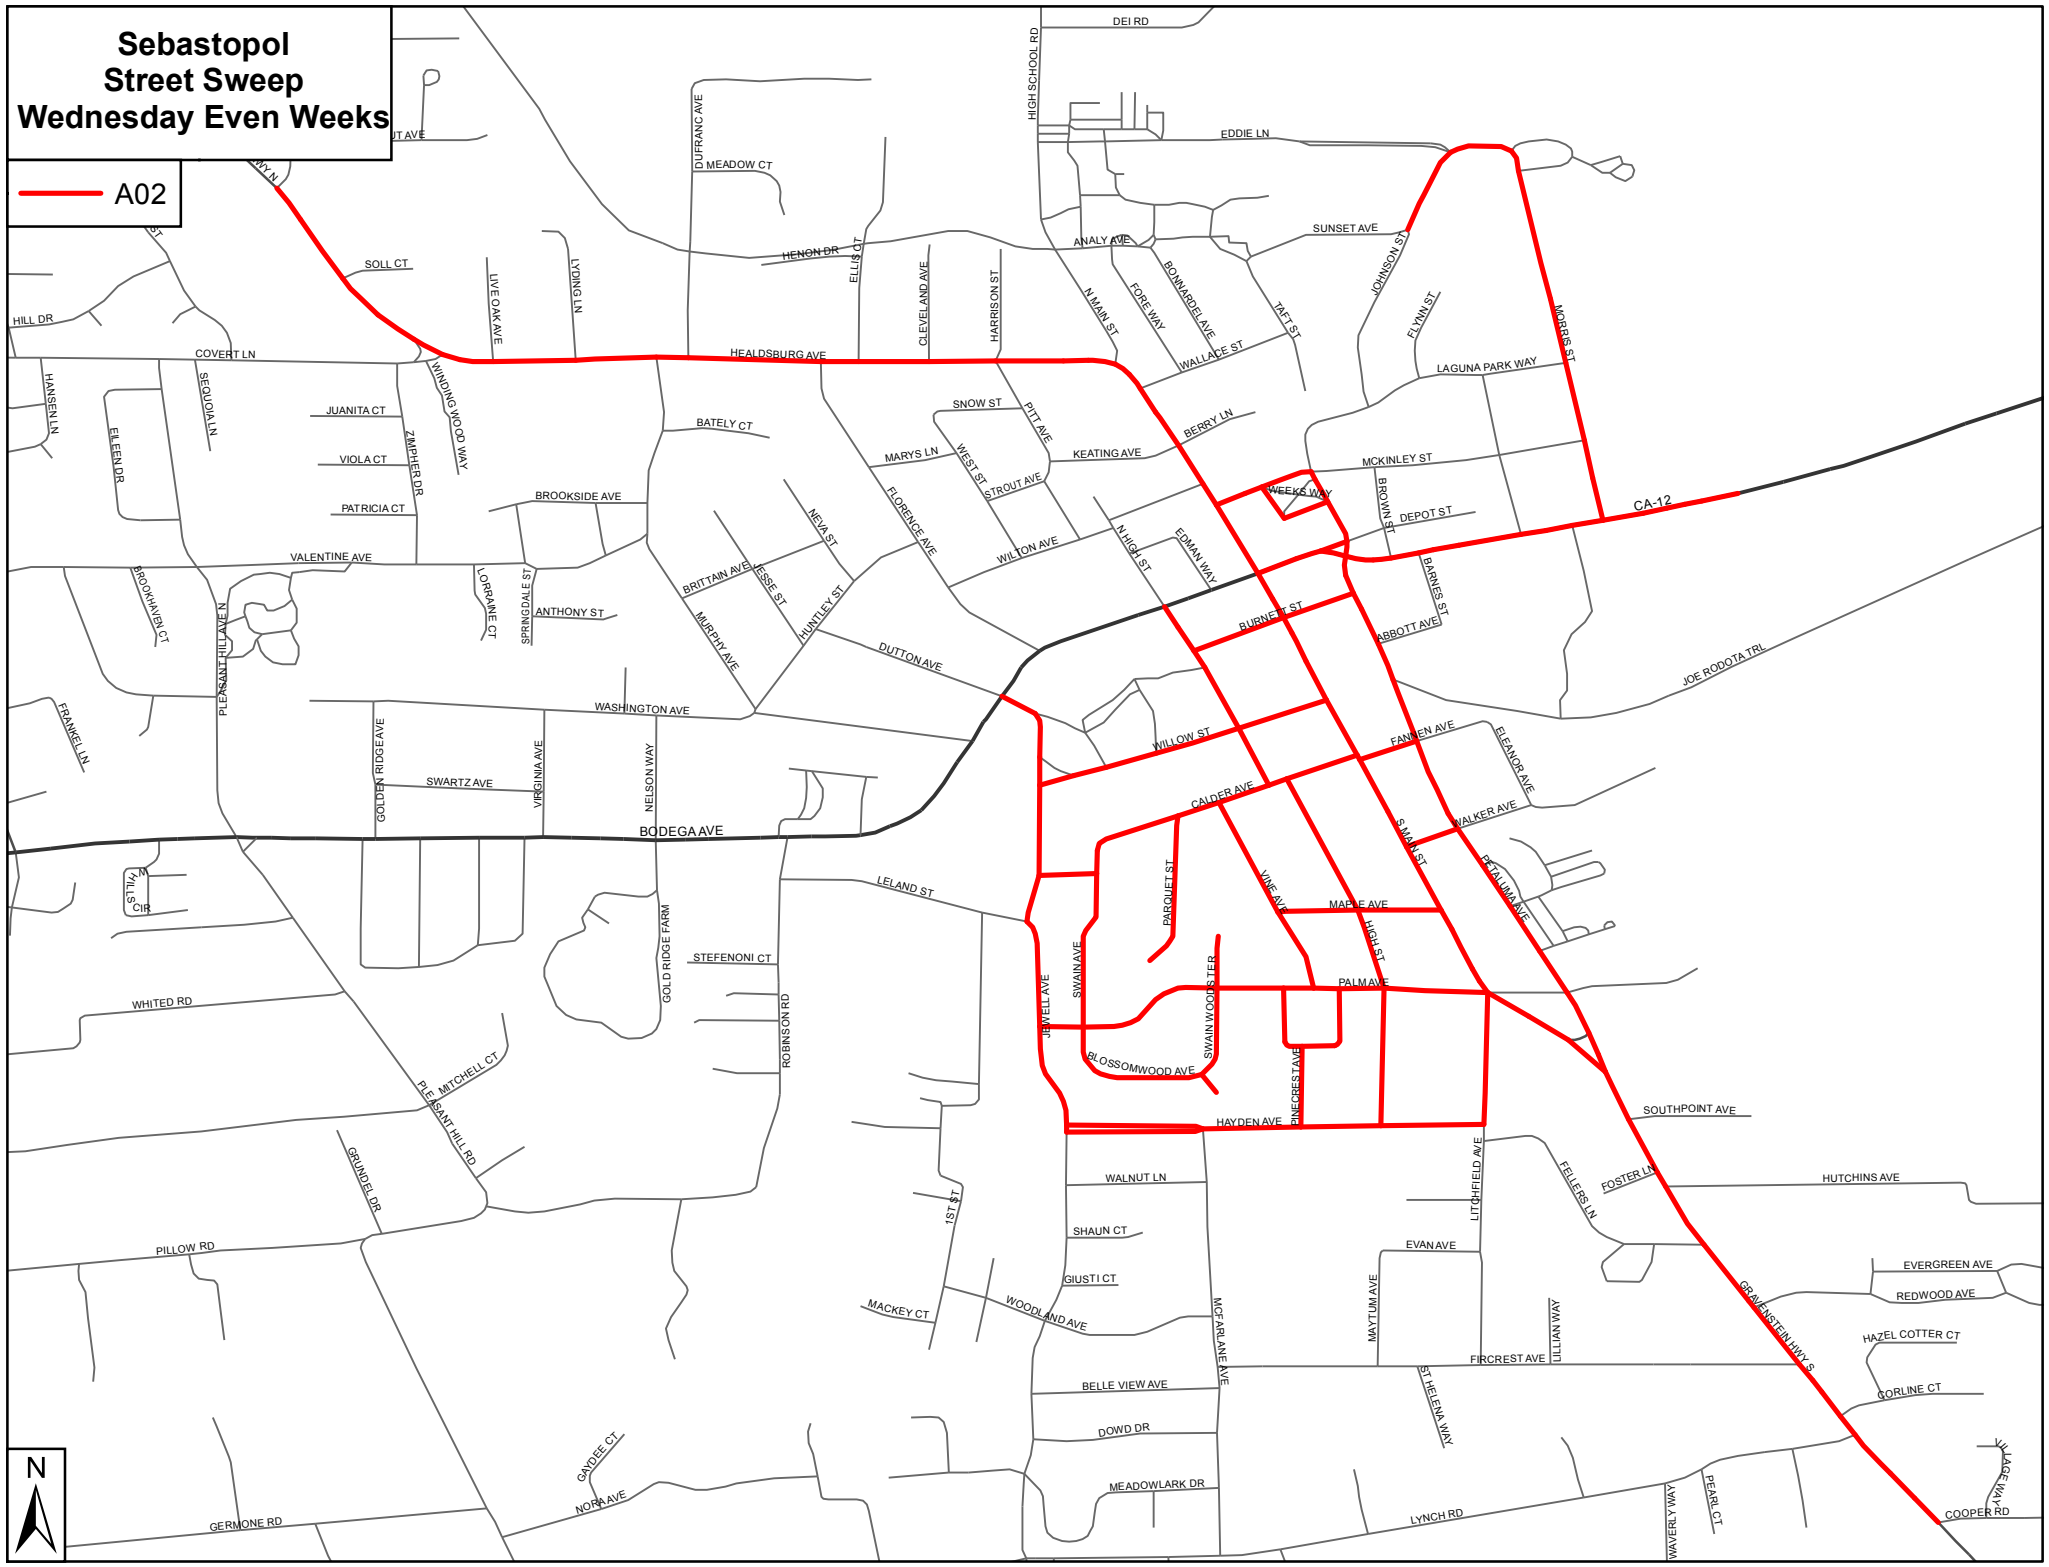 Sebastopol
Street Sweep
Wednesday Even Weeks
A02
DEI RD
HIGH SCHOOL RD
UT AVE
WY N
ST
DUFRANC AVE
MEADOW CT
EDDIE LN
SUNSET AVE
ANALY AVE
HENON DR
ELLIS CT
SOLL CT
LIVE OAK AVE
LYDING LN
CLEVELAND AVE
HARRISON ST
N MAIN ST
FORE WAY
BONNARDEL AVE
TAFT ST
JOHNSON ST
FLYNN ST
MORRIS ST
HILL DR
COVERT LN
HEALDSBURG AVE
WALLACE ST
LAGUNA PARK WAY
HANSEN LN
SEQUOIA LN
WINDING WOOD WAY
JUANITA CT
EILEEN DR
ZIMPHER DR
VIOLA CT
PATRICIA CT
BATELY CT
SNOW ST
PITT AVE
BERRY LN
MARYS LN
WEST ST
KEATING AVE
STROUT AVE
MCKINLEY ST
WEEKS WAY
BROWN ST
DEPOT ST
CA-12
BROOKSIDE AVE
FLORENCE AVE
NEVA ST
WILTON AVE
N HIGH ST
EDMAN WAY
VALENTINE AVE
BROOKHAVEN CT
LORRAINE CT
SPRINGDALE ST
ANTHONY ST
BRITTAIN AVE
JESSE ST
HUNTLEY ST
MURPHY AVE
BURNETT ST
BARNES ST
ABBOTT AVE
PLEASANT HILL AVE N
DUTTON AVE
JOE RODOTA TRL
FRANKEL LN
WASHINGTON AVE
GOLDEN RIDGE AVE
VIRGINIA AVE
NELSON WAY
SWARTZ AVE
WILLOW ST
FANNEN AVE
ELEANOR AVE
CALDER AVE
WALKER AVE
BODEGA AVE
S MAIN ST
PETALUMA AVE
W
HILLS
CIR
LELAND ST
PARQUET ST
VINE AVE
MAPLE AVE
HIGH ST
GOLD RIDGE FARM
STEFENONI CT
SWAIN AVE
JEWELL AVE
SWAIN WOODSTER
PALM AVE
WHITED RD
ROBINSON RD
MITCHELL CT
BLOSSOMWOOD AVE
PINECREST AVE
HAYDEN AVE
SOUTHPOINT AVE
PLEASANT HILL RD
GRUNDEL DR
WALNUT LN
LITCHFIELD AVE
FELLERS LN
FOSTER LN
HUTCHINS AVE
1ST ST
SHAUN CT
PILLOW RD
EVAN AVE
GIUSTI CT
EVERGREEN AVE
REDWOOD AVE
MACKEY CT
WOODLAND AVE
MCFARLANE AVE
MAYTUM AVE
LILLIAN WAY
GRAVENSTEIN HWY S
HAZEL COTTER CT
FIRCREST AVE
BELLE VIEW AVE
ST HELENA WAY
CORLINE CT
DOWD DR
GAYDEE CT
VILLAGE WAY
N
MEADOWLARK DR
PEARL CT
NORA AVE
WAVERLY WAY
LYNCH RD
COOPER RD
GERMONE RD